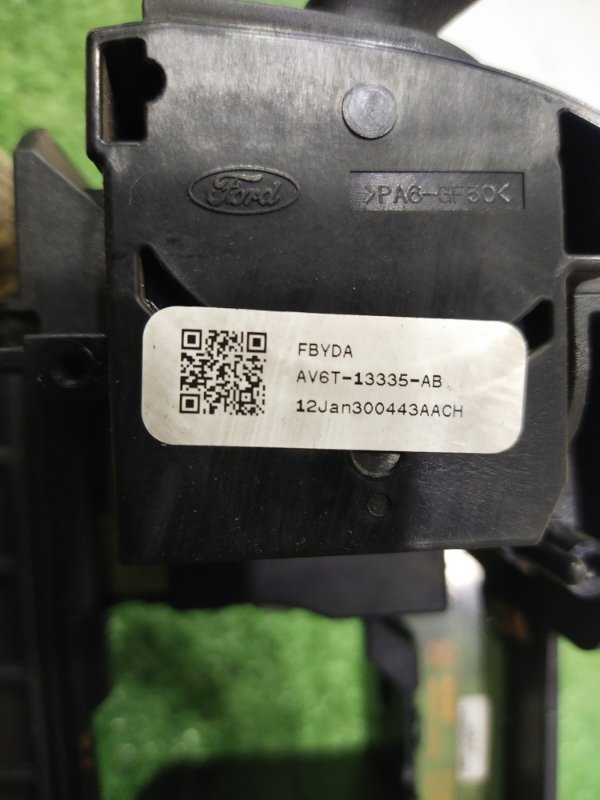 Ford
>PA6-GF30<
FBYDA
AV6T-13335-AB
12Jan300443AACH